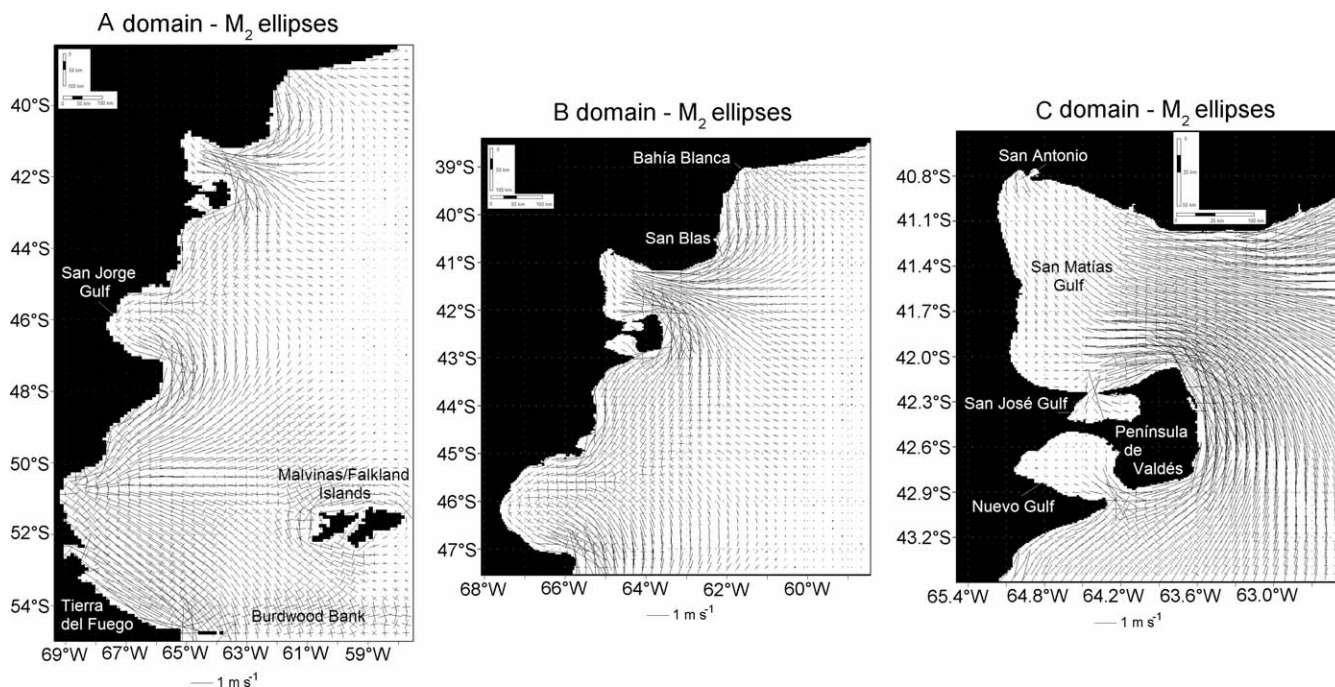 A domain - M₂ ellipses
40°S
42°S
44°S
San Jorge
Gulf
46°S
48°S
50°S
Malvinas/Falkland
Islands
52°S
54°S
Tierra
del Fuego
Burdwood Bank
69°W 67°W 65°W 63°W 61°W 59°W
1 m s⁻¹
B domain - M₂ ellipses
Bahía Blanca
39°S
40°S
San Blas
41°S
42°S
43°S
44°S
45°S
46°S
47°S
68°W 66°W 64°W 62°W 60°W
1 m s⁻¹
C domain - M₂ ellipses
San Antonio
40.8°S
41.1°S
San Matías
Gulf
41.4°S
41.7°S
42.0°S
San José Gulf
42.3°S
Península
de
Valdés
42.6°S
Nuevo Gulf
42.9°S
43.2°S
65.4°W 64.8°W 64.2°W 63.6°W 63.0°W
1 m s⁻¹